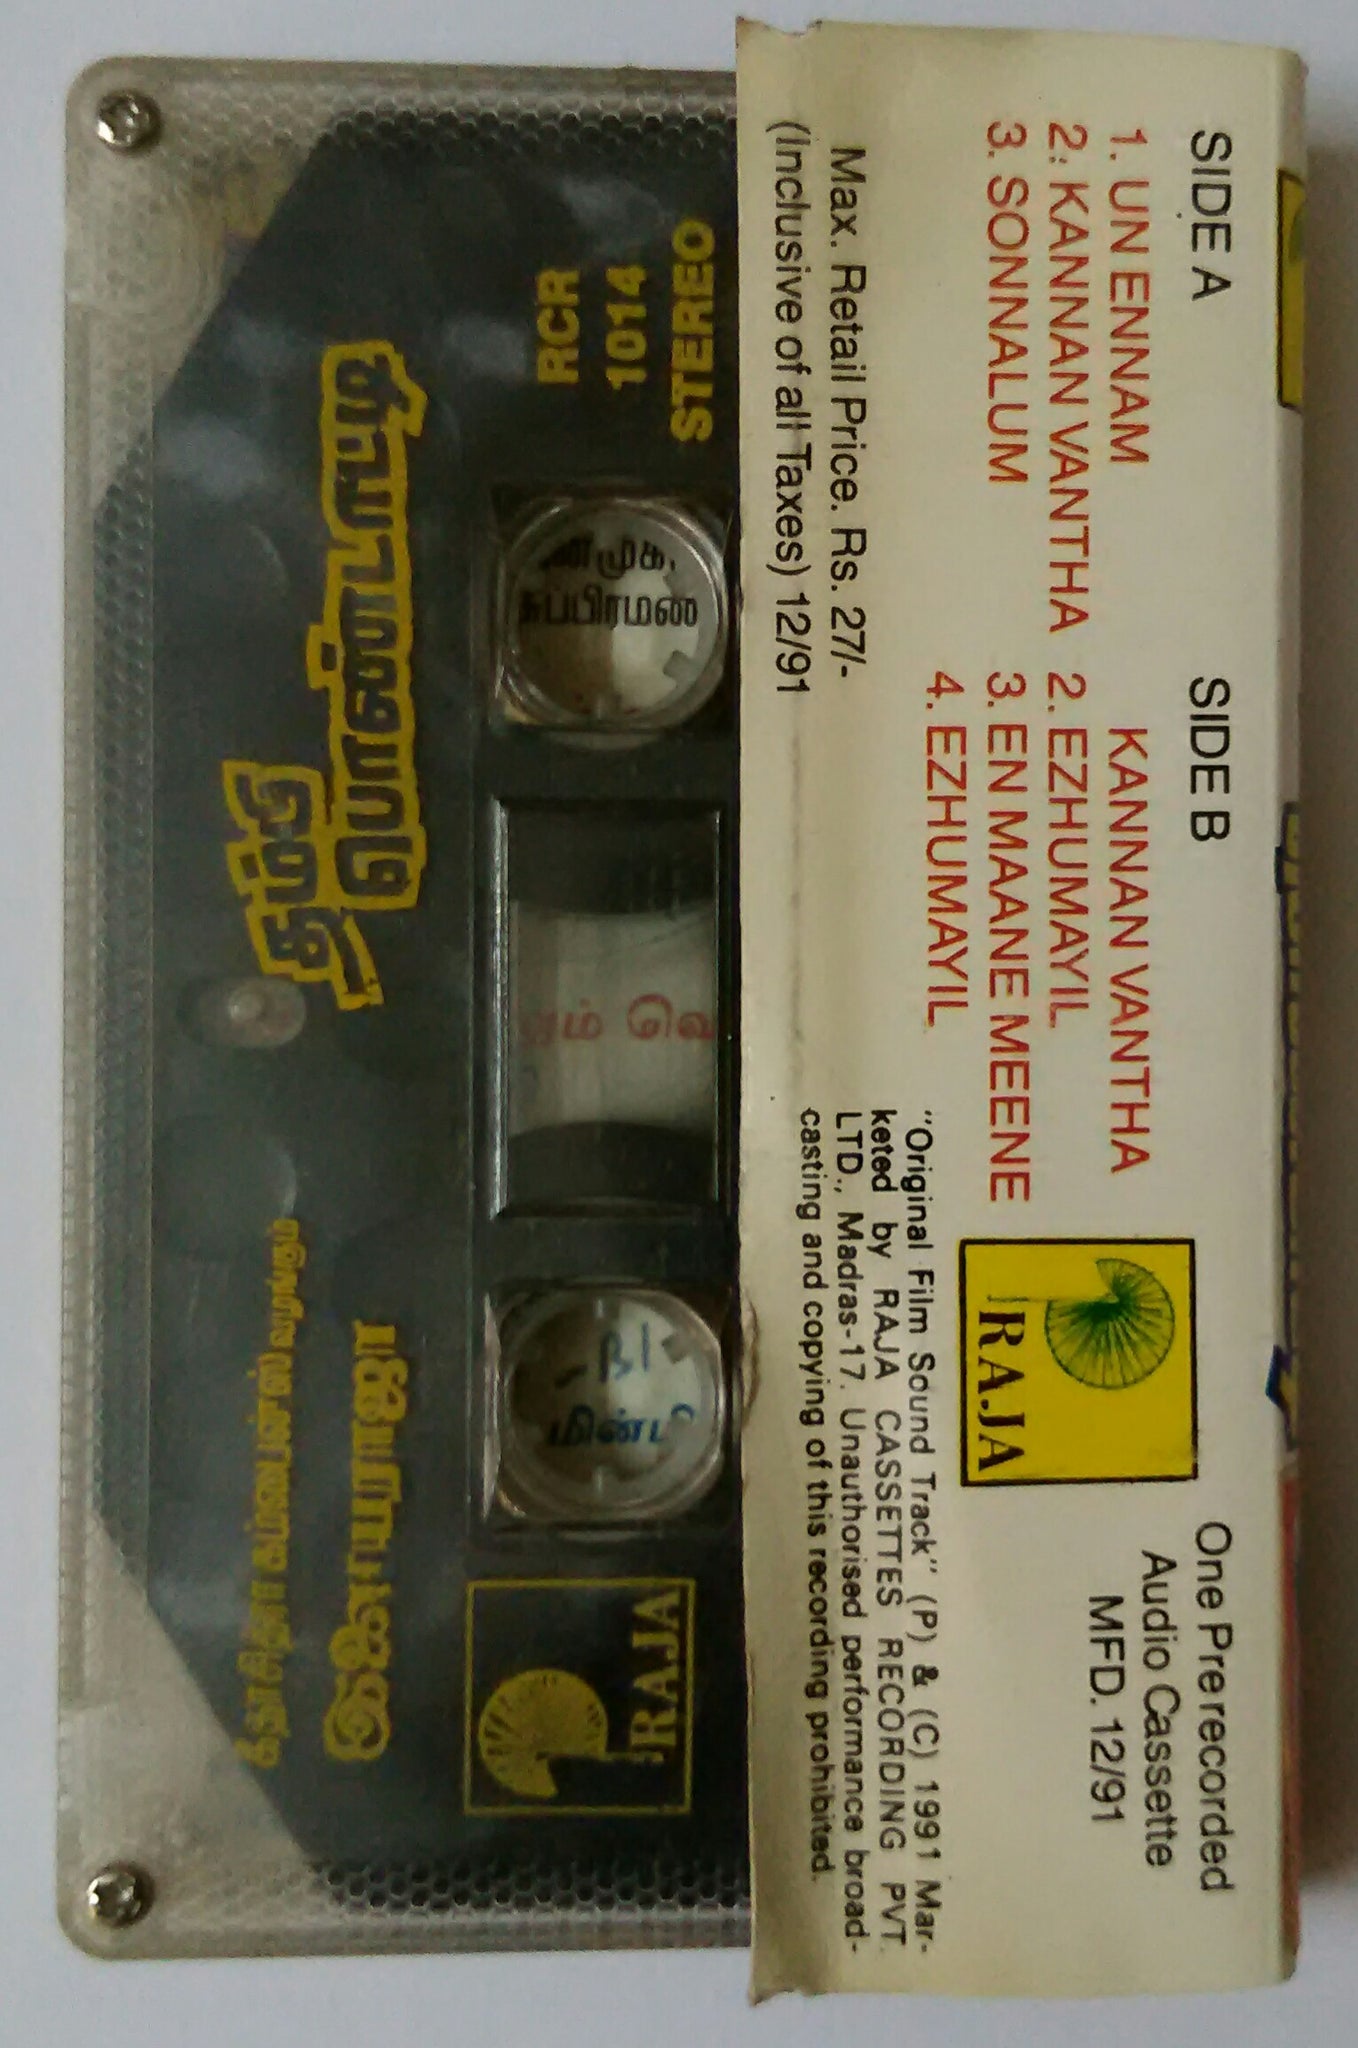 SIDE A
1. UN ENNAM
2: KANNAN VANTHA
3. SONNALUM
SIDE B
KANNAN VANTHA
2. EZHUMAYIL
3. EN MAANE MEENE
4. EZHUMAYIL
Max. Retail Price. Rs. 27/-
(Inclusive of all Taxes) 12/91
RAJA
One Prerecorded
Audio Cassette
MFD. 12/91
"Original Film Sound Track" (P) & (C) 1991 Mar-
keted by RAJA CASSETTES RECORDING PVT.
LTD., Madras-17. Unauthorised performance broad-
casting and copying of this recording prohibited.
STEREO
1014
RCR
RAJA
இளையராஜா